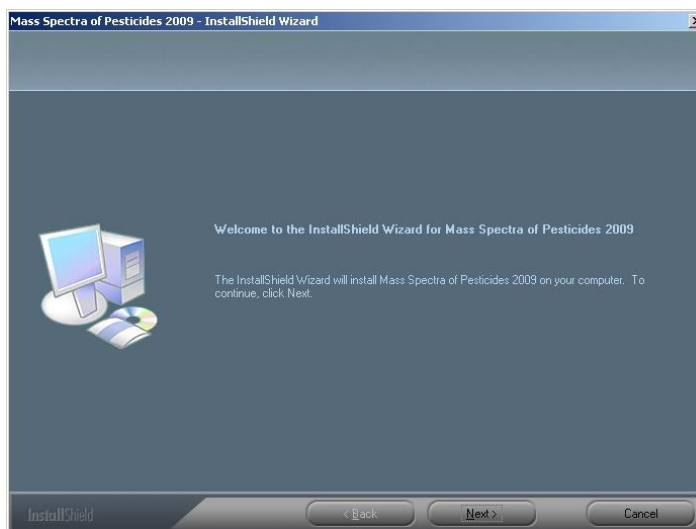 Mass Spectra of Pesticides 2009 - InstallShield Wizard
Welcome to the InstallShield Wizard for Mass Spectra of Pesticides 2009
The InstallShield Wizard will install Mass Spectra of Pesticides 2009 on your computer. To
continue, click Next.
InstallShield
< Back
Next >
Cancel